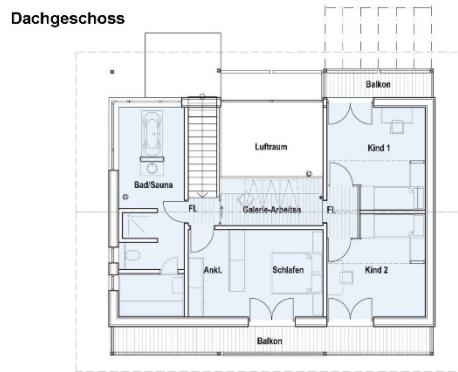 Dachgeschoss
Balkon
Luftraum
Kind 1
Bad/Sauna
Fl.
Galerie-Arbeiten
Fl.
Ankl.
Schlafen
Kind 2
Balkon